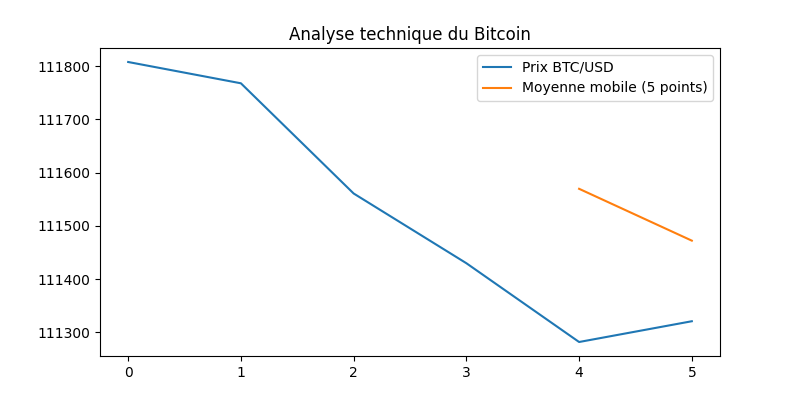 Analyse technique du Bitcoin
Prix BTC/USD
Moyenne mobile (5 points)
111800
111700
111600
111500
111400
111300
0 1 2 3 4 5